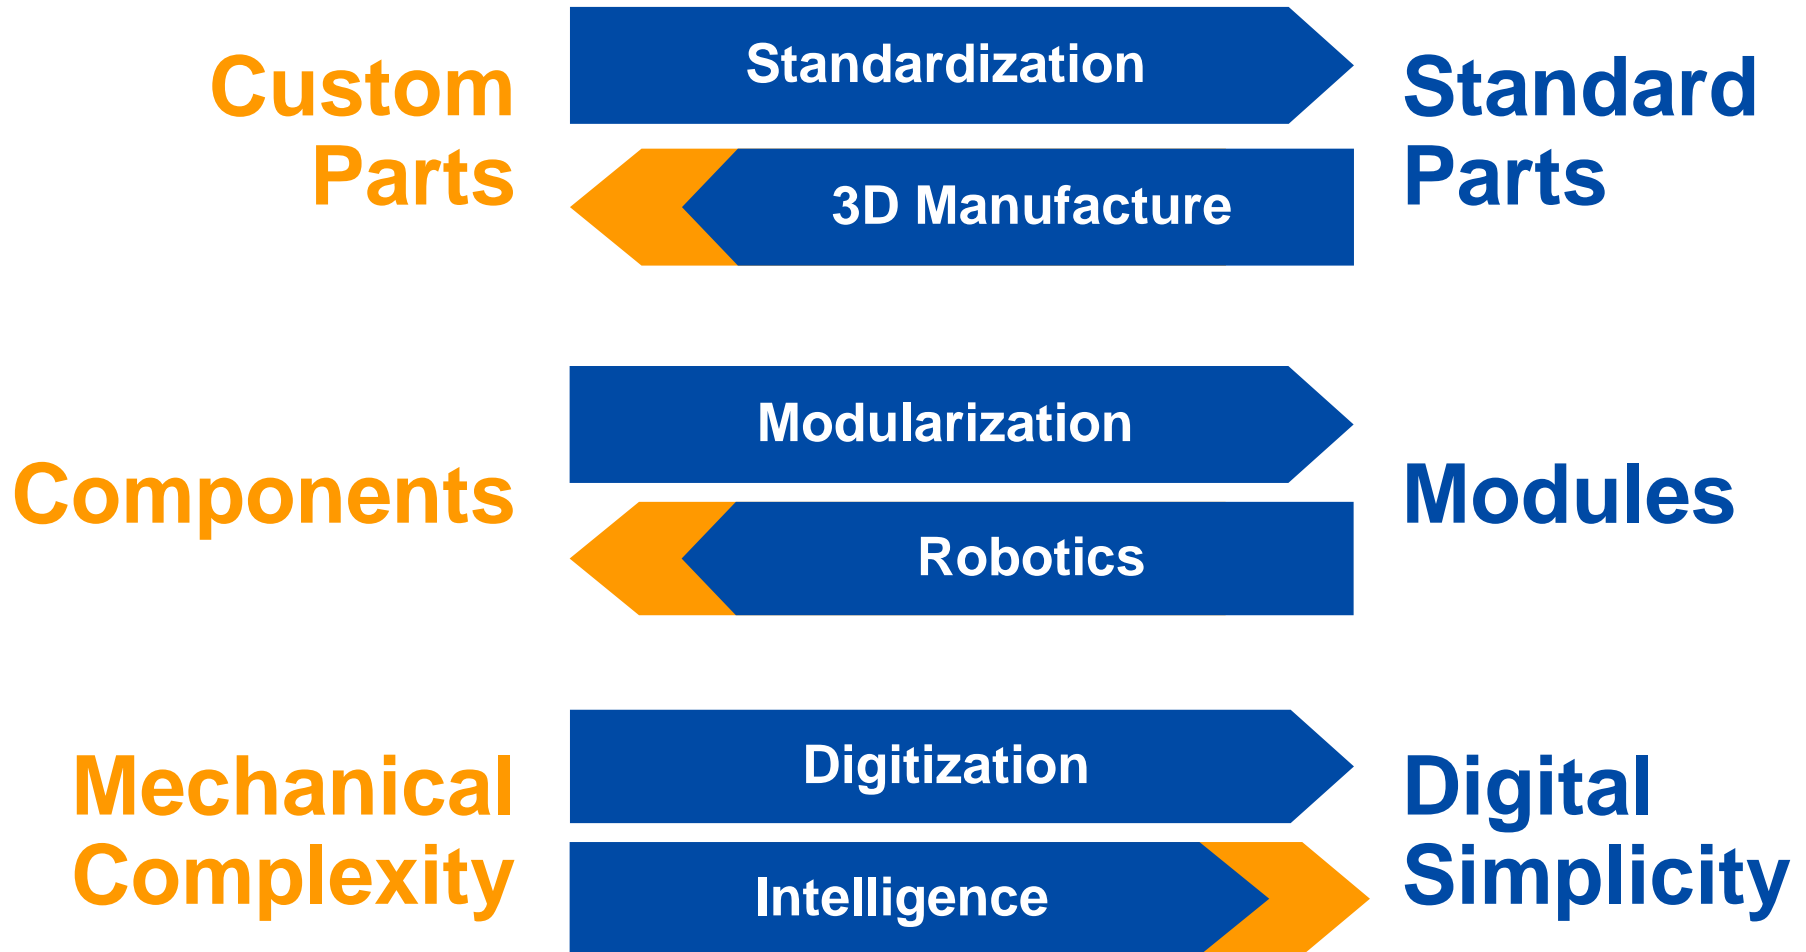 Custom
Parts
Standardization
3D Manufacture
Standard
Parts
Components
Modularization
Robotics
Modules
Mechanical
Complexity
Digitization
Intelligence
Digital
Simplicity